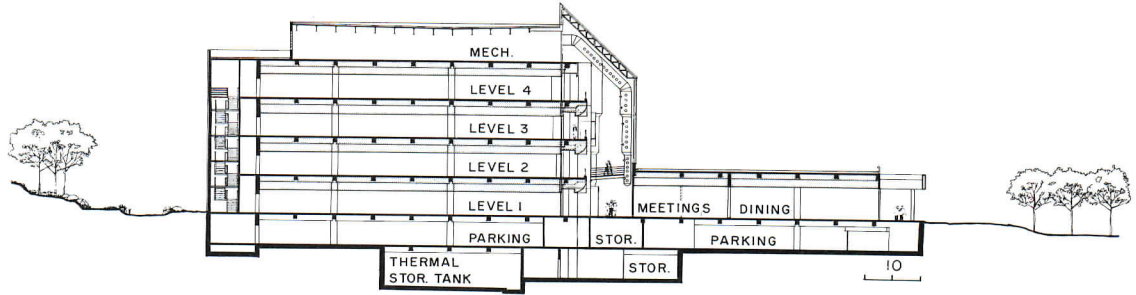 MECH.
LEVEL 4
LEVEL 3
LEVEL 2
LEVEL 1
MEETINGS
DINING
PARKING
STOR.
PARKING
THERMAL
STOR. TANK
STOR.
10